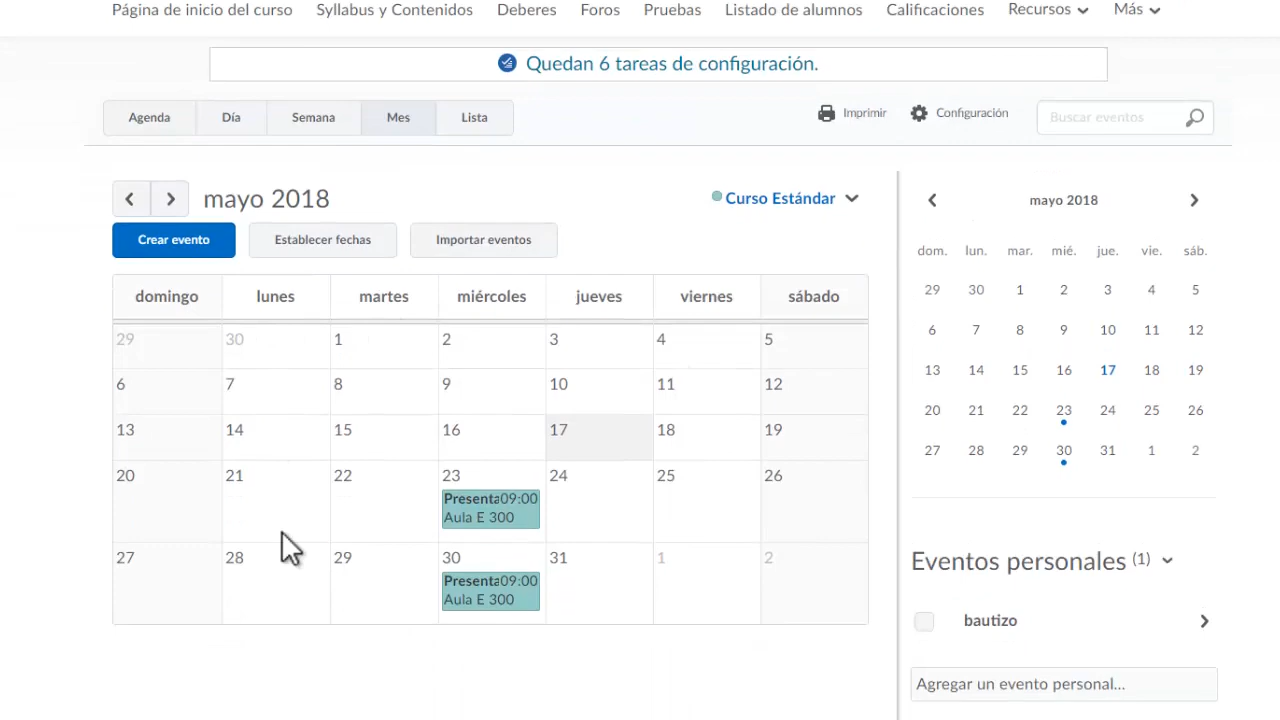 Página de inicio del curso Syllabus y Contenidos Deberes Foros Pruebas Listado de alumnos Calificaciones Recursos Más
Quedan 6 tareas de configuración.
Agenda Día Semana Mes Lista Imprimir Configuración Buscar eventos
mayo 2018 Curso Estándar
Crear evento Establecer fechas Importar eventos
domingo lunes martes miércoles jueves viernes sábado
29 30 1 2 3 4 5
6 7 8 9 10 11 12
13 14 15 16 17 18 19
20 21 22 23 24 25 26
Presenta09:00
Aula E 300
27 28 29 30 31 1 2
Presenta09:00
Aula E 300
mayo 2018
dom. lun. mar. mié. jue. vie. sáb.
29 30 1 2 3 4 5
6 7 8 9 10 11 12
13 14 15 16 17 18 19
20 21 22 23 24 25 26
27 28 29 30 31 1 2
Eventos personales (1)
bautizo
Agregar un evento personal...